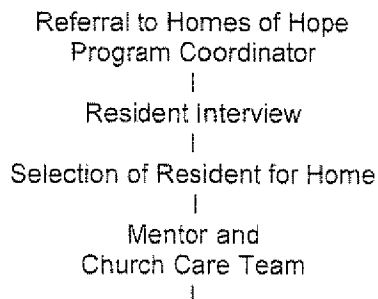 Referral to Homes of Hope
Program Coordinator
Resident Interview
Selection of Resident for Home
Mentor and
Church Care Team